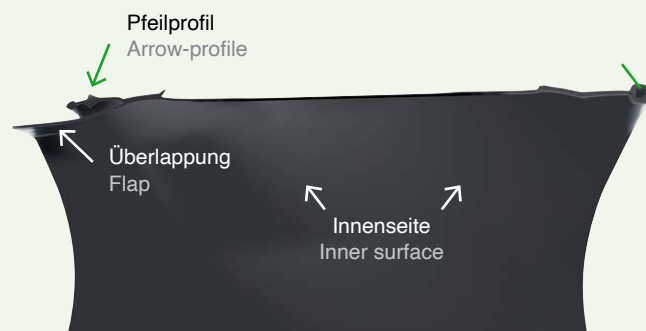 Pfeilprofil
Arrow-profile
Überlappung
Flap
Innenseite
Inner surface